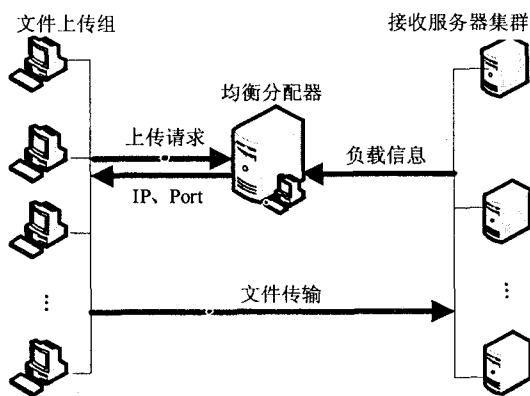 文件上传组
接收服务器集群
均衡分配器
上传请求
负载信息
IP、Port
文件传输